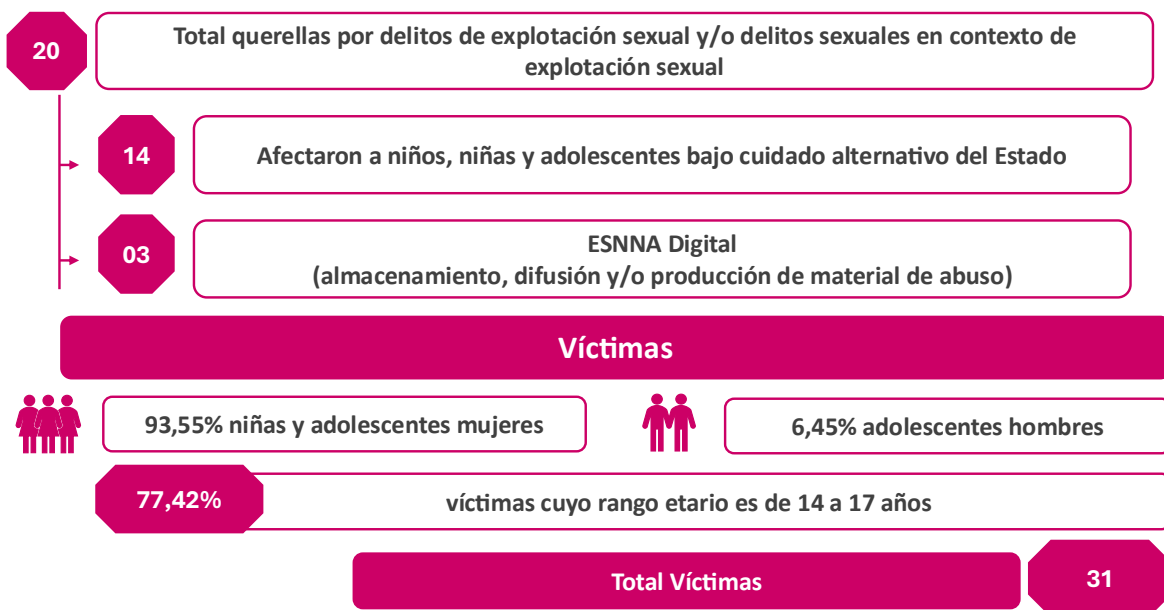 20
Total querellas por delitos de explotación sexual y/o delitos sexuales en contexto de
explotación sexual
14
Afectaron a niños, niñas y adolescentes bajo cuidado alternativo del Estado
03
ESNNA Digital
(almacenamiento, difusión y/o producción de material de abuso)
Víctimas
93,55% niñas y adolescentes mujeres
6,45% adolescentes hombres
77,42%
víctimas cuyo rango etario es de 14 a 17 años
Total Víctimas
31